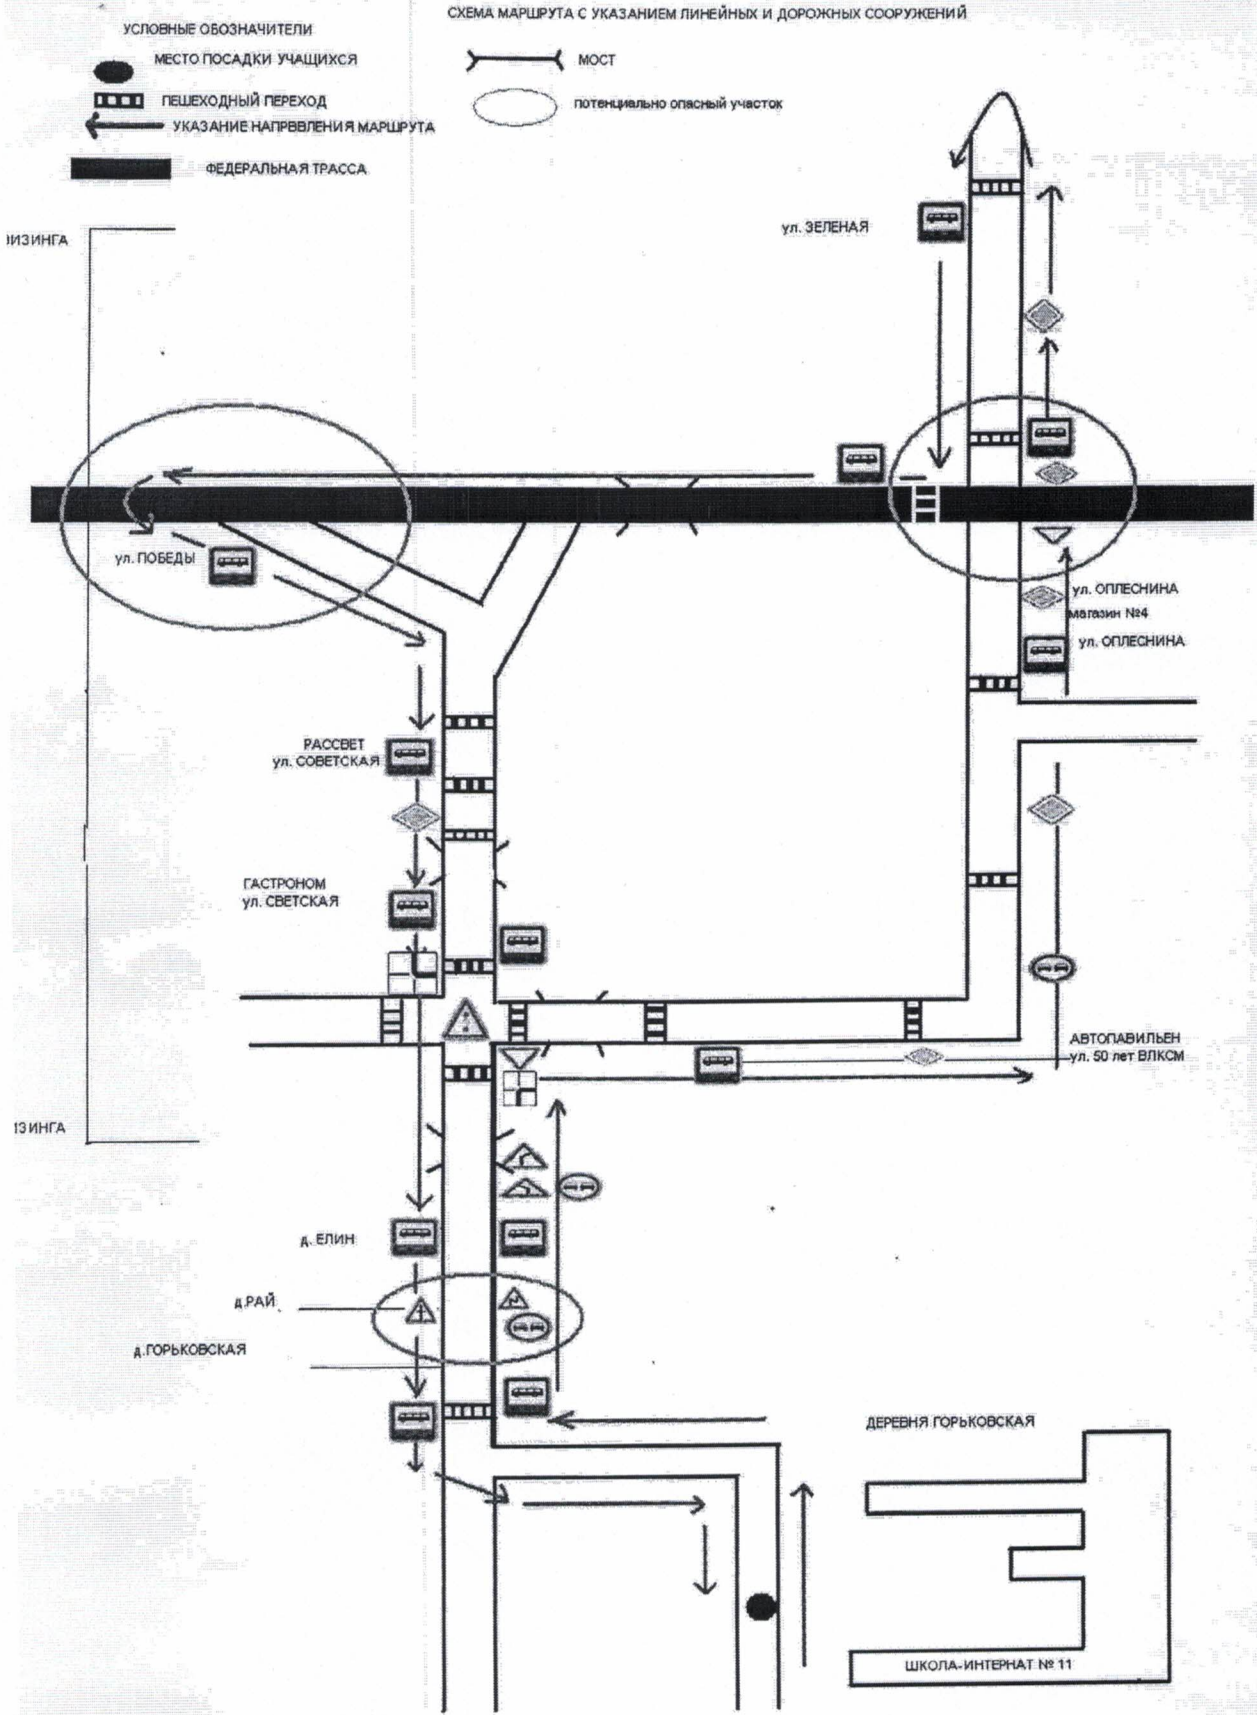 СХЕМА МАРШРУТА С УКАЗАНИЕМ ЛИНЕЙНЫХ И ДОРОЖНЫХ СООРУЖЕНИЙ
УСЛОВНЫЕ ОБОЗНАЧИТЕЛИ
МЕСТО ПОСАДКИ УЧАЩИХСЯ
МОСТ
ПЕШЕХОДНЫЙ ПЕРЕХОД
потенциально опасный участок
УКАЗАНИЕ НАПРВВЛЕНИЯ МАРШРУТА
ФЕДЕРАЛЬНАЯ ТРАССА
ул. ЗЕЛЕНАЯ
ИЗИНГА
ул. ПОБЕДЫ
ул. ОПЛЕСНИНА
магазин №4
ул. ОПЛЕСНИНА
РАССВЕТ
ул. СОВЕТСКАЯ
ГАСТРОНОМ
ул. СВЕТСКАЯ
АВТОПАВИЛЬЕН
ул. 50 лет ВЛКСМ
ИЗИНГА
д. ЕЛИН
д.РАЙ
д.ГОРЬКОВСКАЯ
ДЕРЕВНЯ ГОРЬКОВСКАЯ
ШКОЛА-ИНТЕРНАТ № 11